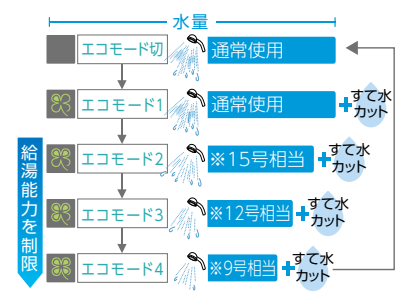 水量
エコモード切
通常使用
エコモード1
通常使用
+すて水
カット
エコモード2
※15号相当
+すて水
カット
エコモード3
※12号相当
+すて水
カット
エコモード4
※9号相当
+すて水
カット
給湯能力を制限